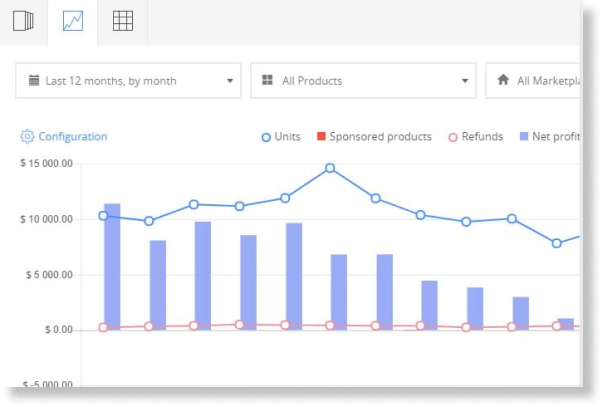 Last 12 months, by month
All Products
All Marketpla
Configuration
Units
Sponsored products
Refunds
Net profit
$ 15 000.00
$ 10 000.00
$ 5 000.00
$ 0.00
$ -5 000.00